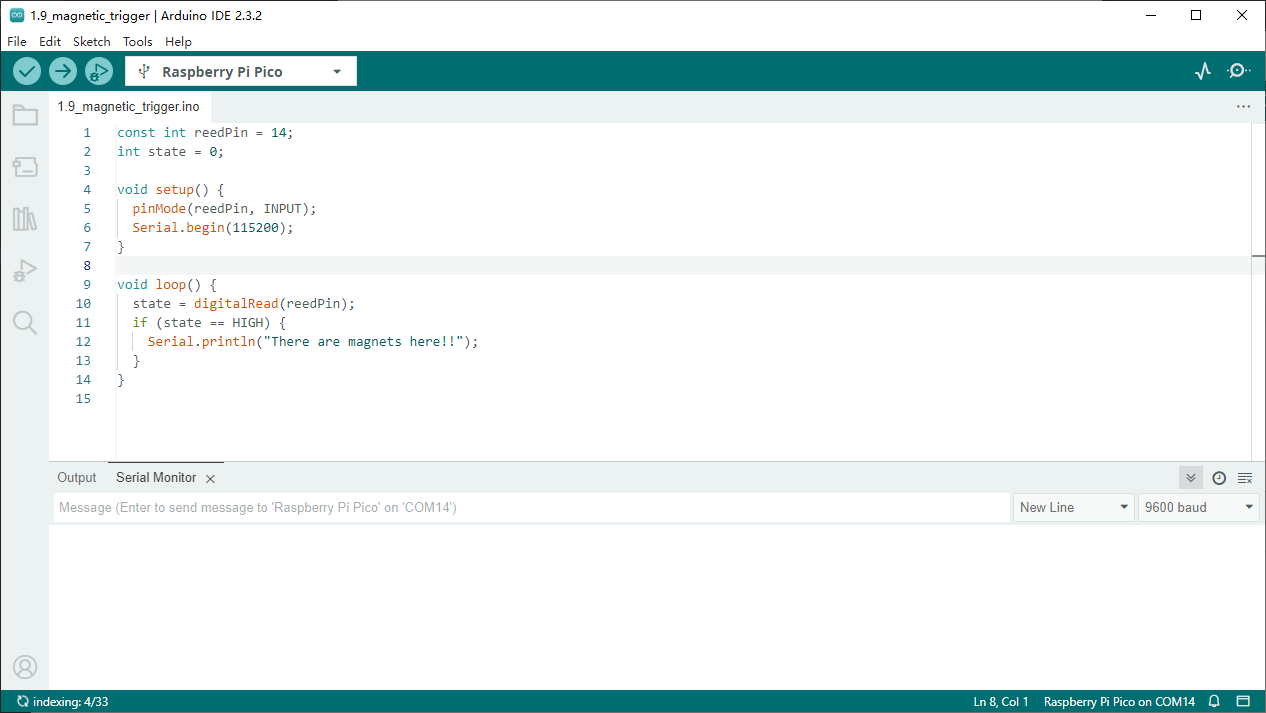 1.9_magnetic_trigger | Arduino IDE 2.3.2
File Edit Sketch Tools Help
Raspberry Pi Pico
1.9_magnetic_trigger.ino
1 const int reedPin = 14;
2 int state = 0;
3
4 void setup() {
5 pinMode(reedPin, INPUT);
6 Serial.begin(115200);
7 }
8
9 void loop() {
10 state = digitalRead(reedPin);
11 if (state == HIGH) {
12 Serial.println("There are magnets here!!");
13 }
14 }
15
Output Serial Monitor
Message (Enter to send message to 'Raspberry Pi Pico' on 'COM14') New Line 9600 baud
indexing: 4/33 Ln 8, Col 1 Raspberry Pi Pico on COM14